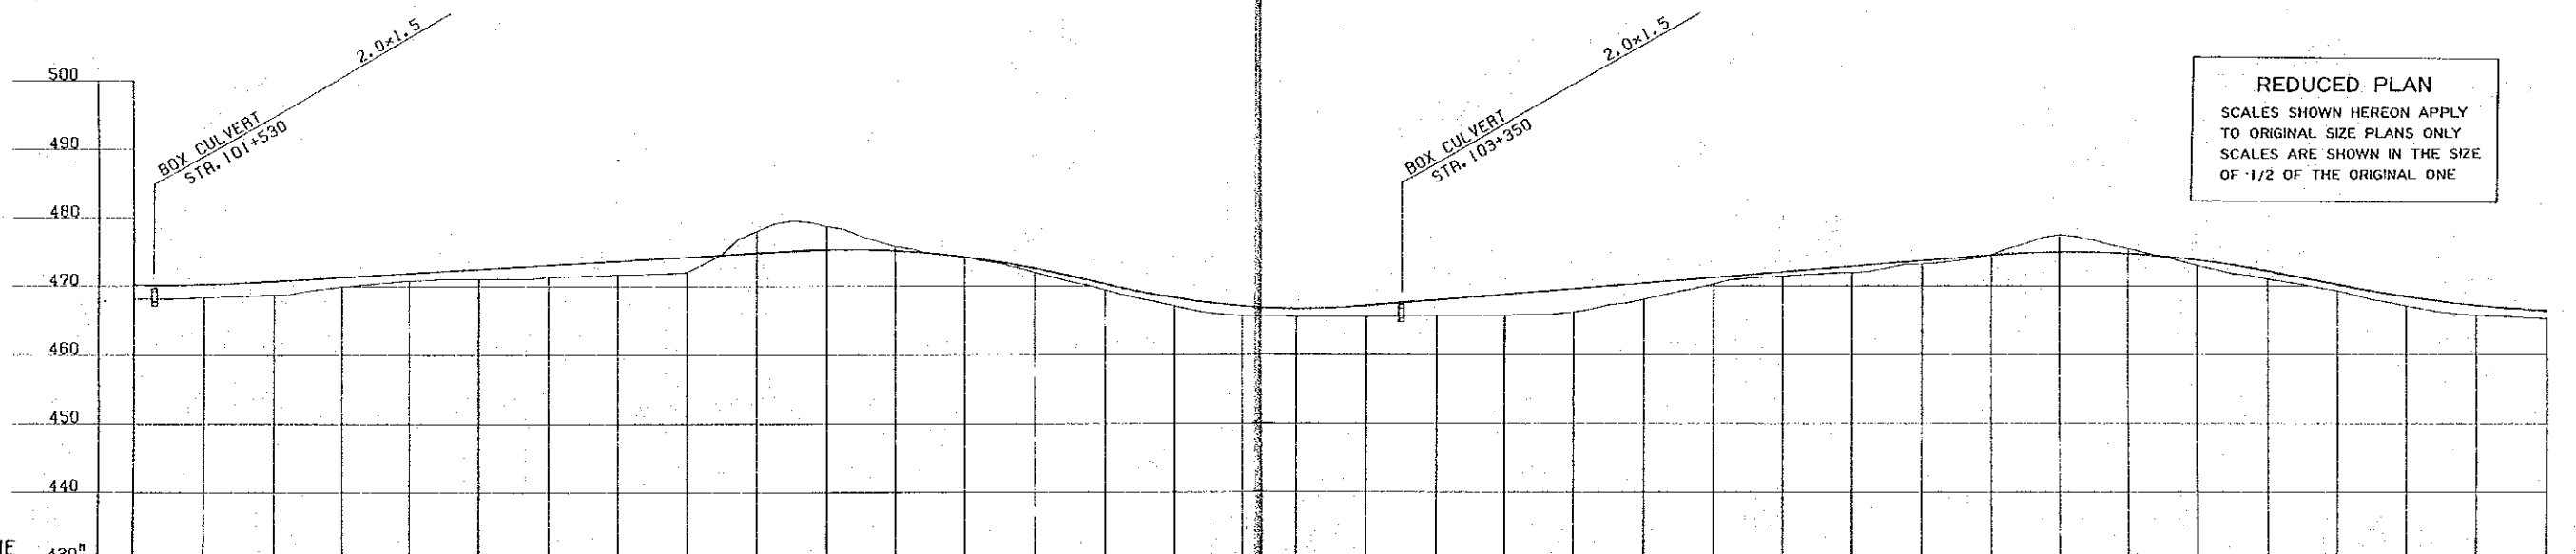 2.0×1.5
BOX CULVERT
STA.101+530
2.0×1.5
BOX CULVERT
STA.103+350
REDUCED PLAN
SCALES SHOWN HEREON APPLY
TO ORIGINAL SIZE PLANS ONLY
SCALES ARE SHOWN IN THE SIZE
OF 1/2 OF THE ORIGINAL ONE
500
490
480
470
460
450
440